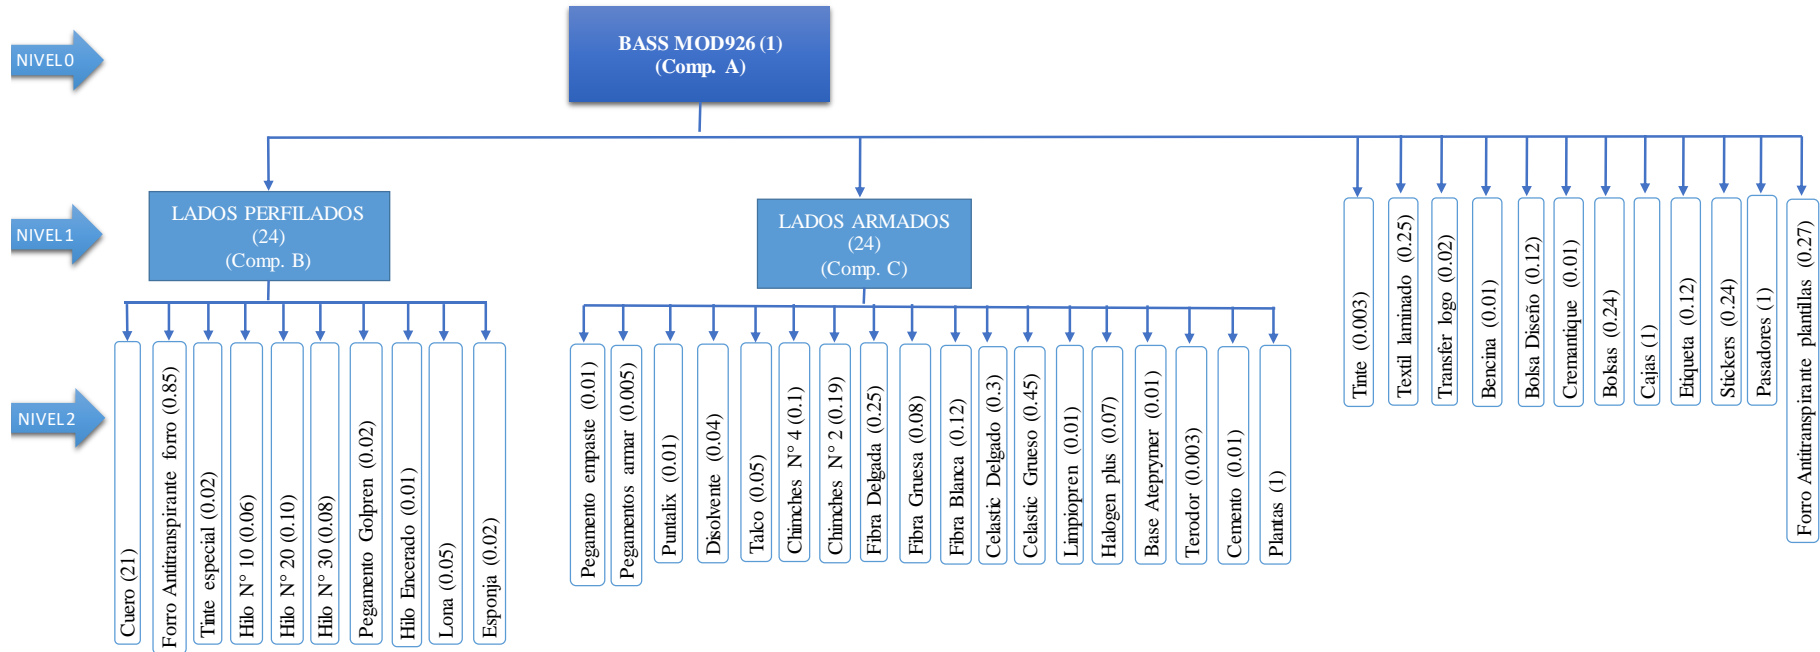 NIVEL 0
BASS MOD926 (1)
(Comp. A)
NIVEL 1
LADOS PERFILADOS
(24)
(Comp. B)
LADOS ARMADOS
(24)
(Comp. C)
Tinte (0.003)
Textil laminado (0.25)
Transfer logo (0.02)
Bencina (0.01)
Bolsa Diseño (0.12)
Cremantique (0.01)
Bolsas (0.24)
Cajas (1)
Etiqueta (0.12)
Stickers (0.24)
Pasadores (1)
Forro Antitranspirante plantillas (0.27)
NIVEL 2
Cuero (21)
Forro Antitranspirante forro (0.85)
Tinte especial (0.02)
Hilo N° 10 (0.06)
Hilo N° 20 (0.10)
Hilo N° 30 (0.08)
Pegamento Golpren (0.02)
Hilo Encerado (0.01)
Lona (0.05)
Esponja (0.02)
Pegamento empaste (0.01)
Pegamentos armar (0.005)
Puntalix (0.01)
Disolvente (0.04)
Talco (0.05)
Chimches N° 4 (0.1)
Chinches N° 2 (0.19)
Fibra Delgada (0.25)
Fibra Gruesa (0.08)
Fibra Blanca (0.12)
Celastic Delgado (0.3)
Celastic Grueso (0.45)
Limpiopren (0.01)
Halogen plus (0.07)
Base Ateprymer (0.01)
Terodor (0.003)
Cemento (0.01)
Plantas (1)